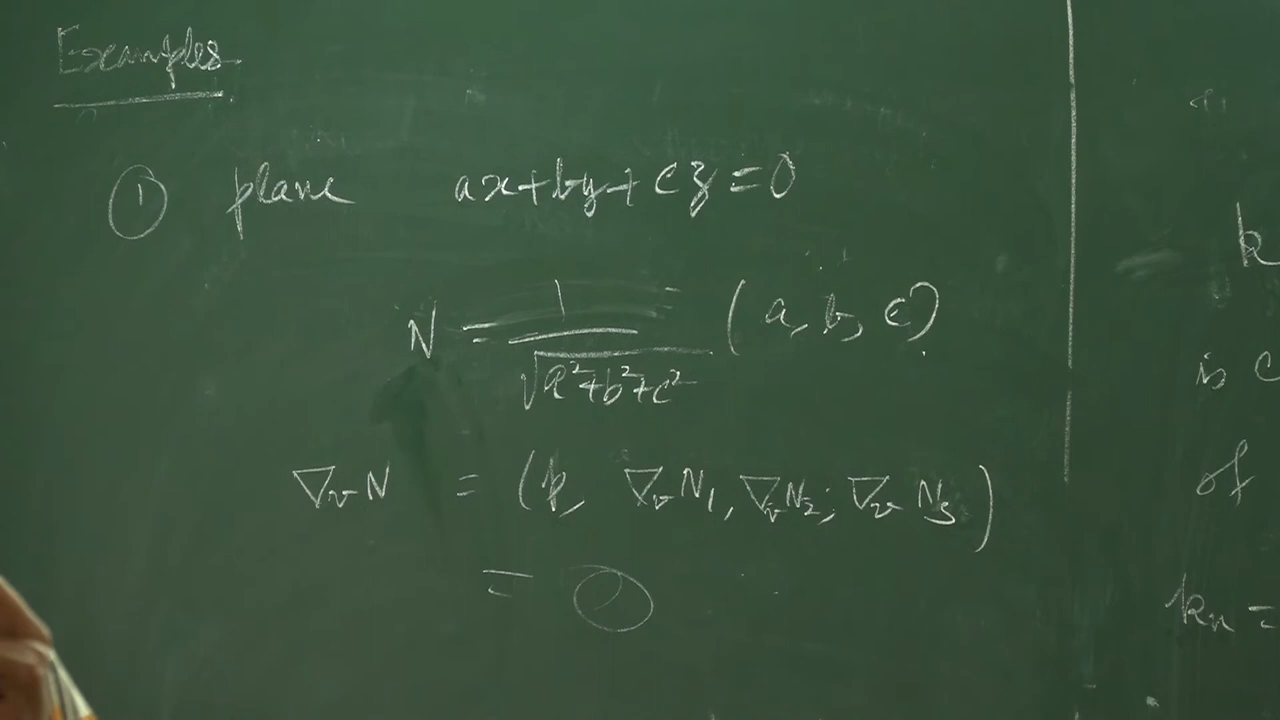 Examples
① plane ax+by+cz=0
N = 1/√(a²+b²+c²) (a, b, c)
∇ᵥN = (p, ∇ᵥN₁, ∇ᵥN₂, ∇ᵥN₃)
= 0
k
is c
of
kₙ =